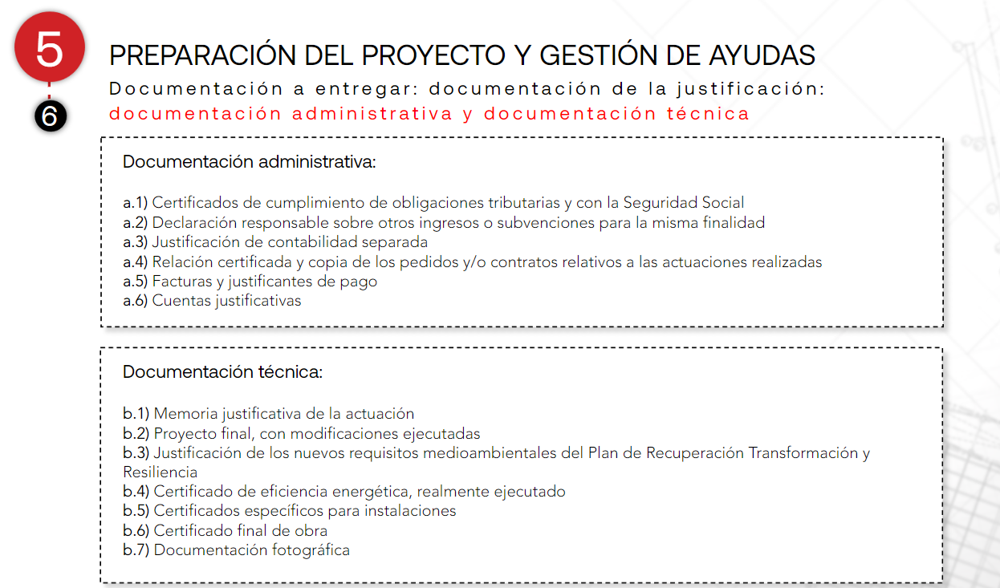 5
PREPARACIÓN DEL PROYECTO Y GESTIÓN DE AYUDAS
Documentación a entregar: documentación de la justificación:
6
documentación administrativa y documentación técnica
Documentación administrativa:
a.1) Certificados de cumplimiento de obligaciones tributarias y con la Seguridad Social
a.2) Declaración responsable sobre otros ingresos o subvenciones para la misma finalidad
a.3) Justificación de contabilidad separada
a.4) Relación certificada y copia de los pedidos y/o contratos relativos a las actuaciones realizadas
a.5) Facturas y justificantes de pago
a.6) Cuentas justificativas
Documentación técnica:
b.1) Memoria justificativa de la actuación
b.2) Proyecto final, con modificaciones ejecutadas
b.3) Justificación de los nuevos requisitos medioambientales del Plan de Recuperación Transformación y
Resiliencia
b.4) Certificado de eficiencia energética, realmente ejecutado
b.5) Certificados específicos para instalaciones
b.6) Certificado final de obra
b.7) Documentación fotográfica